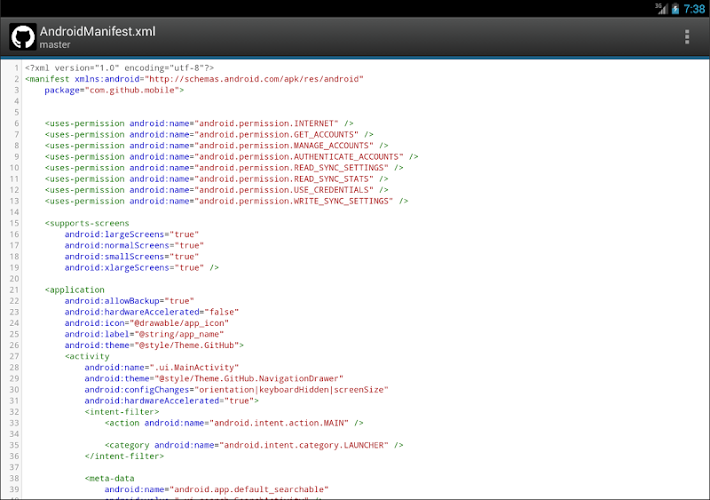 3G 7:38
AndroidManifest.xml
master
1 <?xml version="1.0" encoding="utf-8"?>
2 <manifest xmlns:android="http://schemas.android.com/apk/res/android"
3 package="com.github.mobile">
4
5
6 <uses-permission android:name="android.permission.INTERNET" />
7 <uses-permission android:name="android.permission.GET_ACCOUNTS" />
8 <uses-permission android:name="android.permission.MANAGE_ACCOUNTS" />
9 <uses-permission android:name="android.permission.AUTHENTICATE_ACCOUNTS" />
10 <uses-permission android:name="android.permission.READ_SYNC_SETTINGS" />
11 <uses-permission android:name="android.permission.READ_SYNC_STATS" />
12 <uses-permission android:name="android.permission.USE_CREDENTIALS" />
13 <uses-permission android:name="android.permission.WRITE_SYNC_SETTINGS" />
14
15 <supports-screens
16 android:largeScreens="true"
17 android:normalScreens="true"
18 android:smallScreens="true"
19 android:xlargeScreens="true" />
20
21 <application
22 android:allowBackup="true"
23 android:hardwareAccelerated="false"
24 android:icon="@drawable/app_icon"
25 android:label="@string/app_name"
26 android:theme="@style/Theme.GitHub">
27 <activity
28 android:name=".ui.MainActivity"
29 android:theme="@style/Theme.GitHub.NavigationDrawer"
30 android:configChanges="orientation|keyboardHidden|screenSize"
31 android:hardwareAccelerated="true">
32 <intent-filter>
33 <action android:name="android.intent.action.MAIN" />
34
35 <category android:name="android.intent.category.LAUNCHER" />
36 </intent-filter>
37
38 <meta-data
39 android:name="android.app.default_searchable"